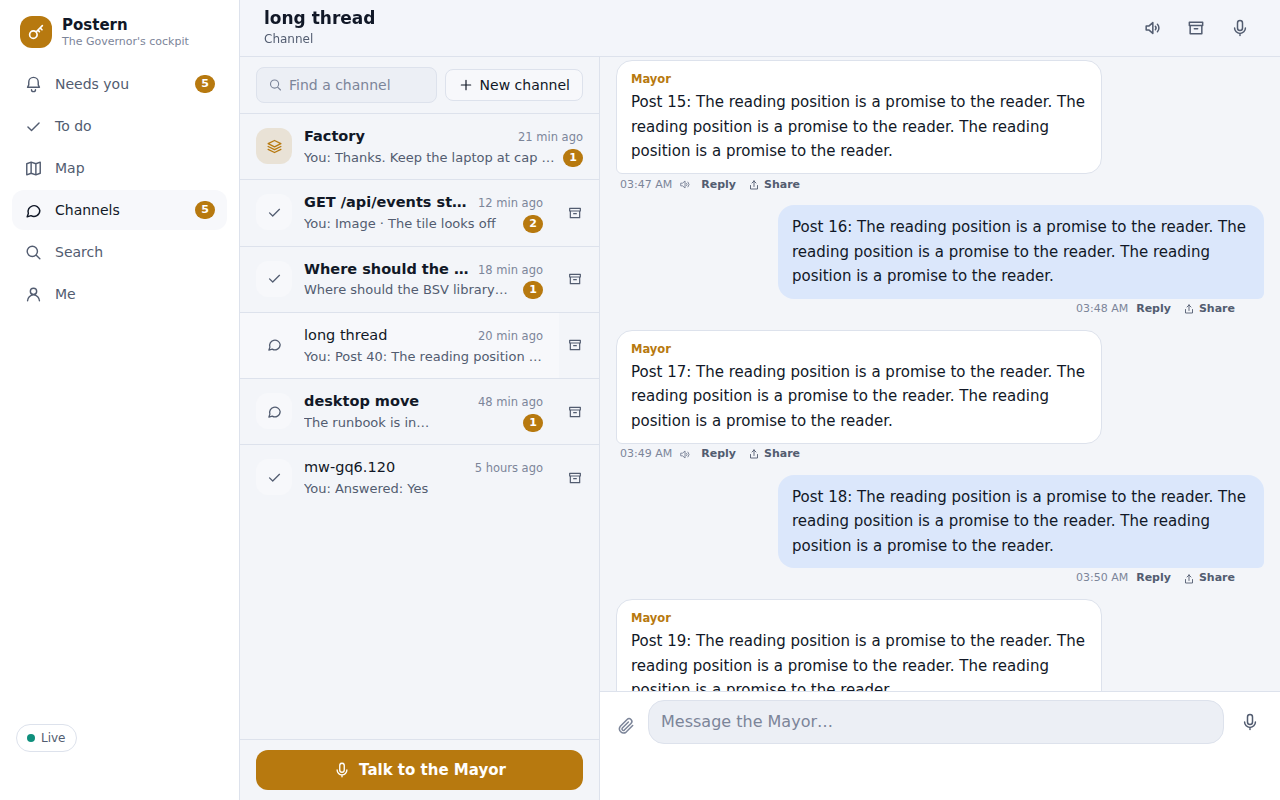 Postern
The Governor's cockpit
Needs you 5
To do
Map
Channels 5
Search
Me
Live
long thread
Channel
Find a channel
New channel
Factory 21 min ago
You: Thanks. Keep the laptop at cap … 1
GET /api/events st… 12 min ago
You: Image · The tile looks off 2
Where should the … 18 min ago
Where should the BSV library… 1
long thread 20 min ago
You: Post 40: The reading position …
desktop move 48 min ago
The runbook is in… 1
mw-gq6.120 5 hours ago
You: Answered: Yes
Talk to the Mayor
Mayor
Post 15: The reading position is a promise to the reader. The
reading position is a promise to the reader. The reading
position is a promise to the reader.
03:47 AM Reply Share
Post 16: The reading position is a promise to the reader. The
reading position is a promise to the reader. The reading
position is a promise to the reader.
03:48 AM Reply Share
Mayor
Post 17: The reading position is a promise to the reader. The
reading position is a promise to the reader. The reading
position is a promise to the reader.
03:49 AM Reply Share
Post 18: The reading position is a promise to the reader. The
reading position is a promise to the reader. The reading
position is a promise to the reader.
03:50 AM Reply Share
Mayor
Post 19: The reading position is a promise to the reader. The
reading position is a promise to the reader. The reading
position is a promise to the reader.
Message the Mayor…